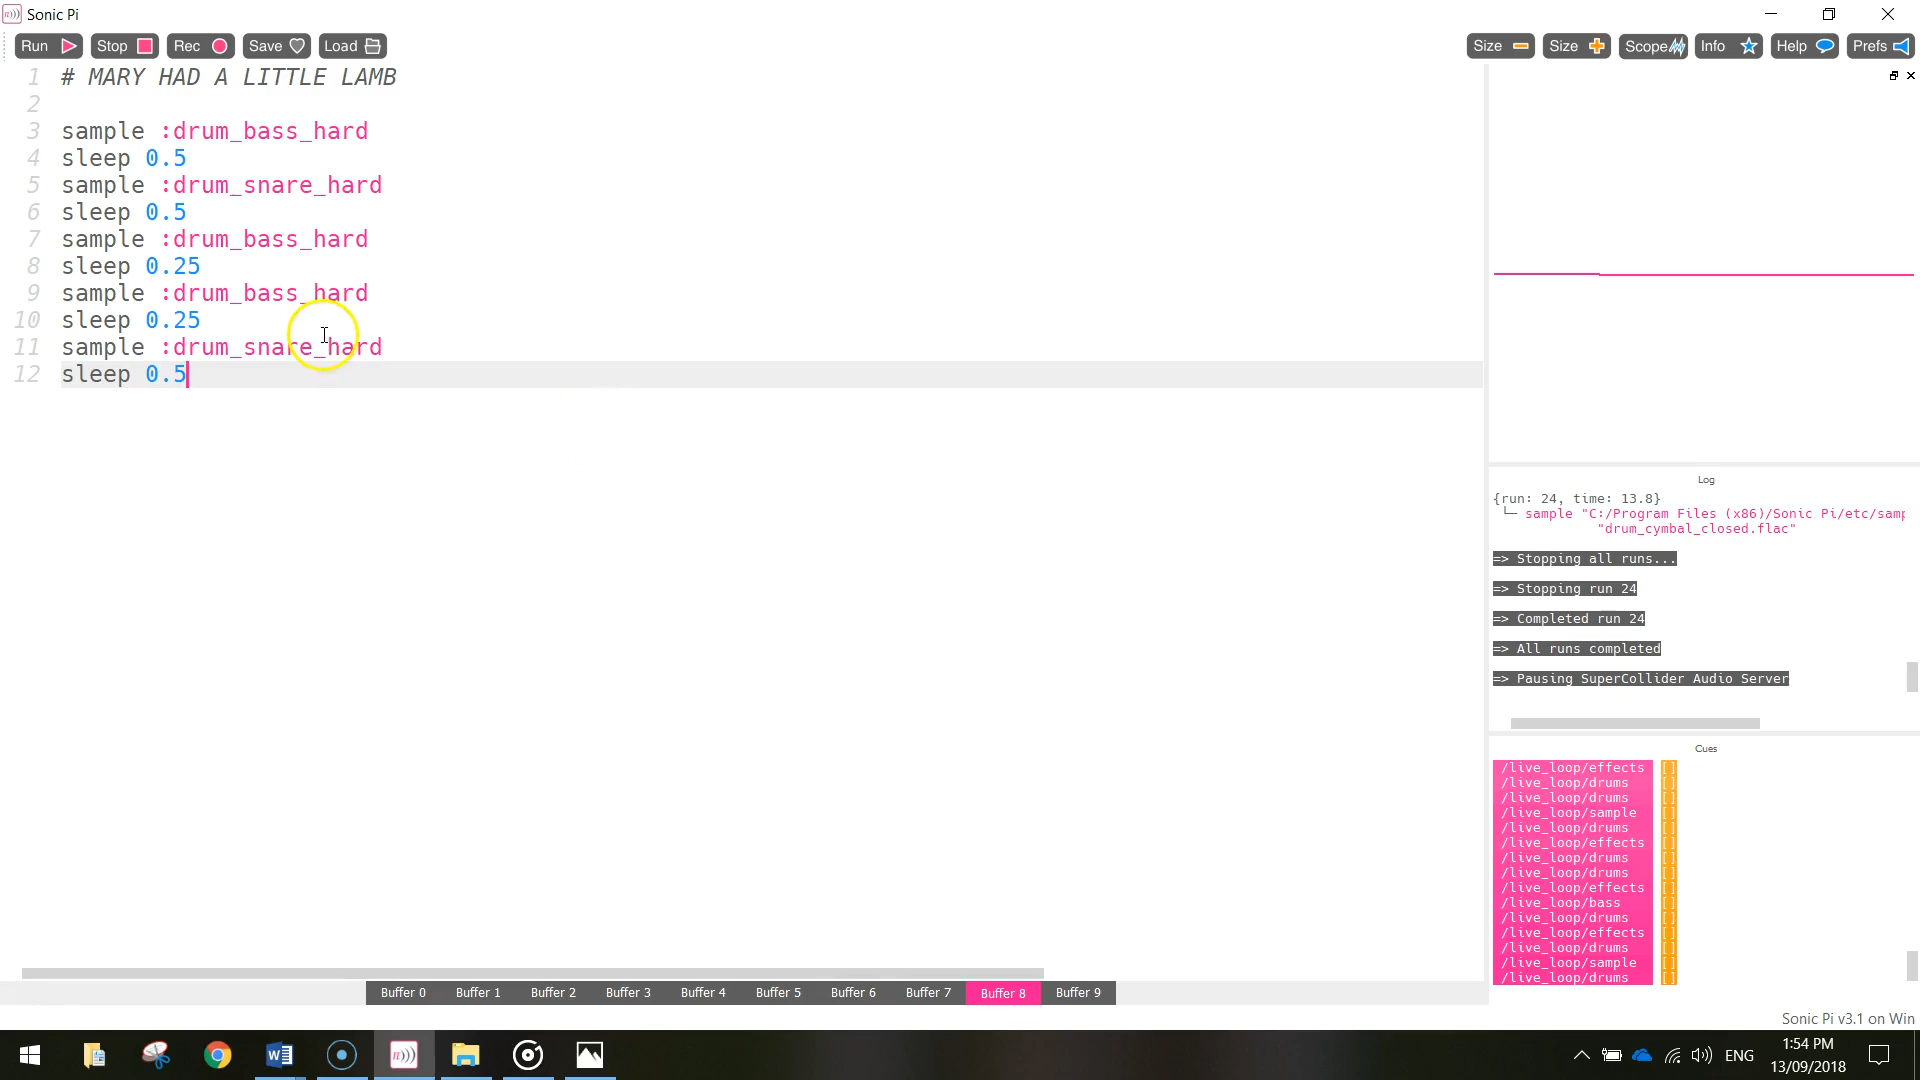 Sonic Pi
Run Stop Rec Save Load Size Size Scope Info Help Prefs
1 # MARY HAD A LITTLE LAMB
2
3 sample :drum_bass_hard
4 sleep 0.5
5 sample :drum_snare_hard
6 sleep 0.5
7 sample :drum_bass_hard
8 sleep 0.25
9 sample :drum_bass_hard
10 sleep 0.25
11 sample :drum_snare_hard
12 sleep 0.5
Log
{run: 24, time: 13.8}
└─ sample "C:/Program Files (x86)/Sonic Pi/etc/samp
"drum_cymbal_closed.flac"
=> Stopping all runs...
=> Stopping run 24
=> Completed run 24
=> All runs completed
=> Pausing SuperCollider Audio Server
Cues
/live_loop/effects []
/live_loop/drums []
/live_loop/drums []
/live_loop/sample []
/live_loop/drums []
/live_loop/effects []
/live_loop/drums []
/live_loop/drums []
/live_loop/effects []
/live_loop/bass []
/live_loop/drums []
/live_loop/effects []
/live_loop/drums []
/live_loop/sample []
/live_loop/drums []
Buffer 0 Buffer 1 Buffer 2 Buffer 3 Buffer 4 Buffer 5 Buffer 6 Buffer 7 Buffer 8 Buffer 9
Sonic Pi v3.1 on Win
ENG
1:54 PM
13/09/2018